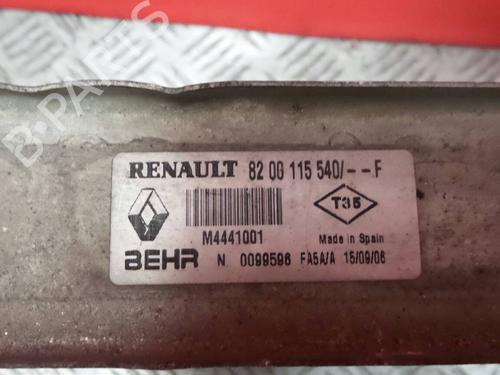 RENAULT 82 00 115 540/--F
T35
M4441001
Made in Spain
BEHR N 0099596 FA5A/A 15/09/06
B-PARTS